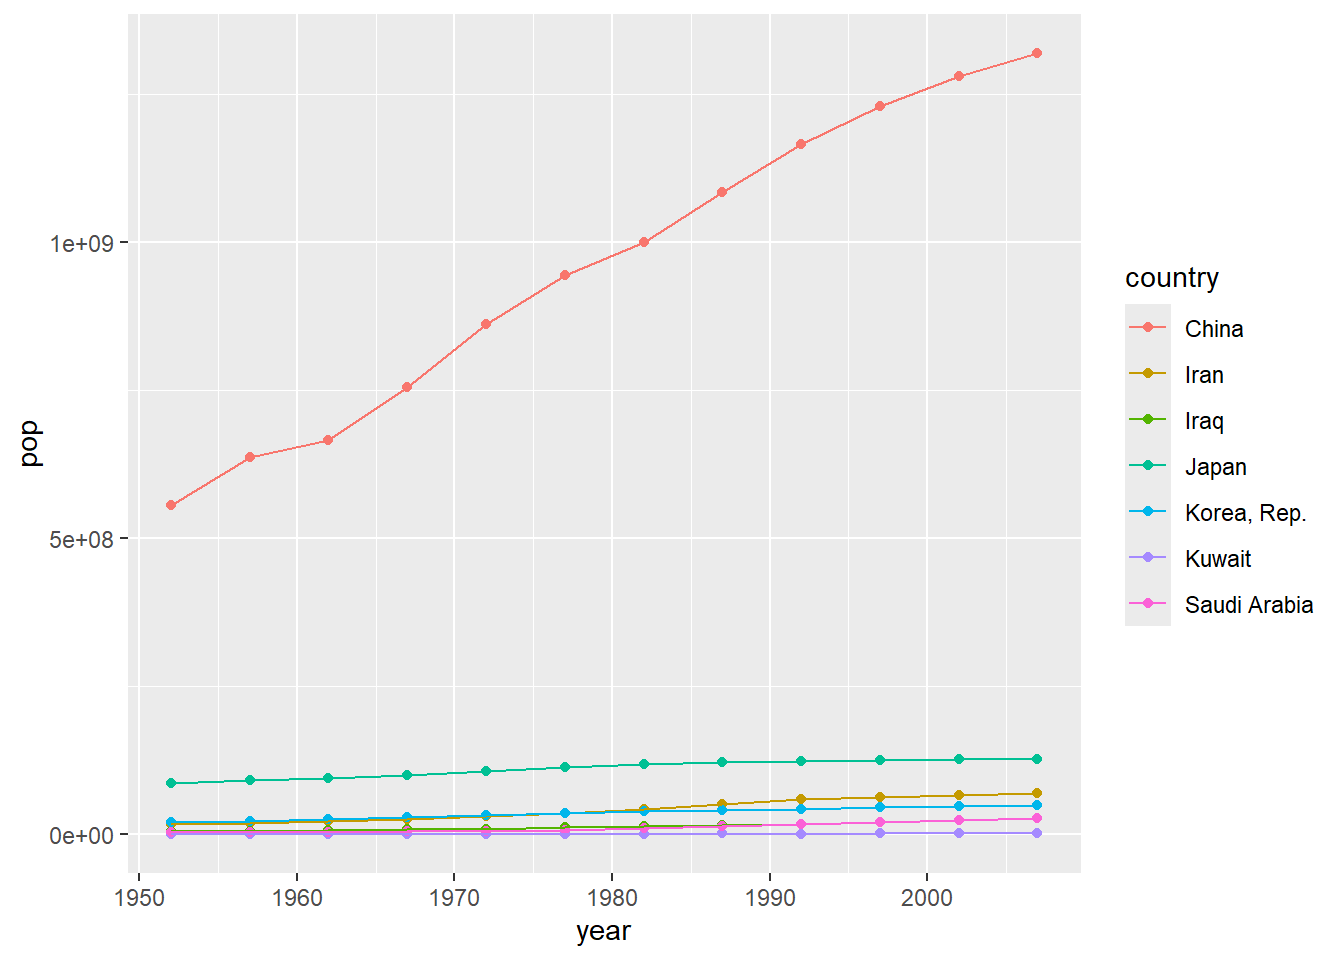 1e+09
5e+08
0e+00
pop
1950 1960 1970 1980 1990 2000
year
country
China
Iran
Iraq
Japan
Korea, Rep.
Kuwait
Saudi Arabia